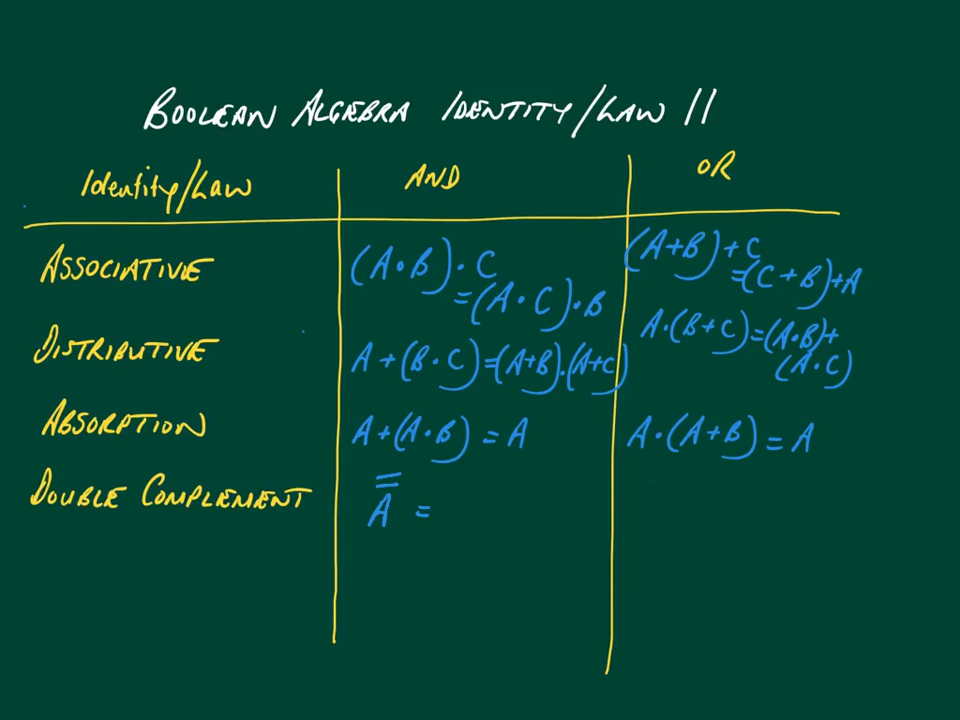 BOOLEAN ALGEBRA IDENTITY/LAW II
Identity/Law AND OR
ASSOCIATIVE (A•B)•C =(A•C)•B (A+B)+C =(C+B)+A
DISTRIBUTIVE A+(B•C)=(A+B).(A+C) A•(B+C)=(A•B)+ (A•C)
ABSORPTION A+(A•B)=A A•(A+B)=A
DOUBLE COMPLEMENT A̿ =